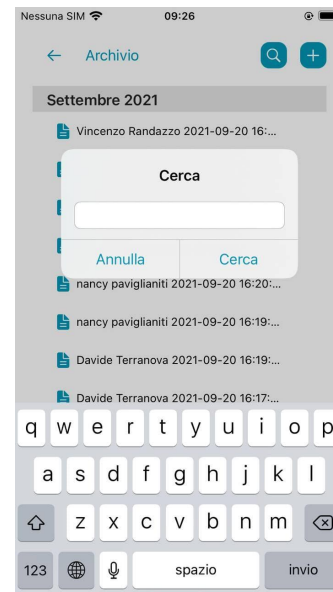 Nessuna SIM 09:26
Archivio
Settembre 2021
Vincenzo Randazzo 2021-09-20 16:...
Cerca
Annulla Cerca
nancy paviglianiti 2021-09-20 16:20:...
nancy paviglianiti 2021-09-20 16:19:...
Davide Terranova 2021-09-20 16:19:...
Davide Terranova 2021-09-20 16:17:...
q w e r t y u i o p
a s d f g h j k l
z x c v b n m
123 spazio invio